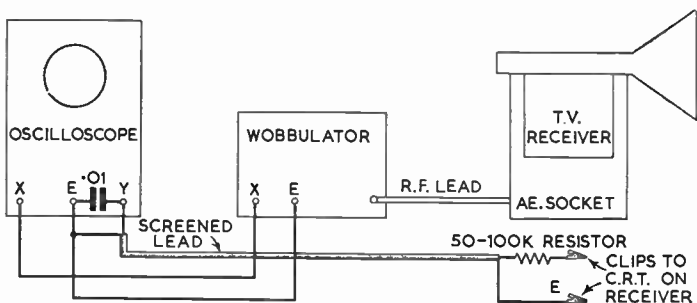 OSCILLOSCOPE
X E .01 Y
WOBBULATOR
X E
T.V.
RECEIVER
R.F. LEAD
AE.SOCKET
SCREENED
LEAD
50-100K RESISTOR
CLIPS TO
C.R.T. ON
RECEIVER
E